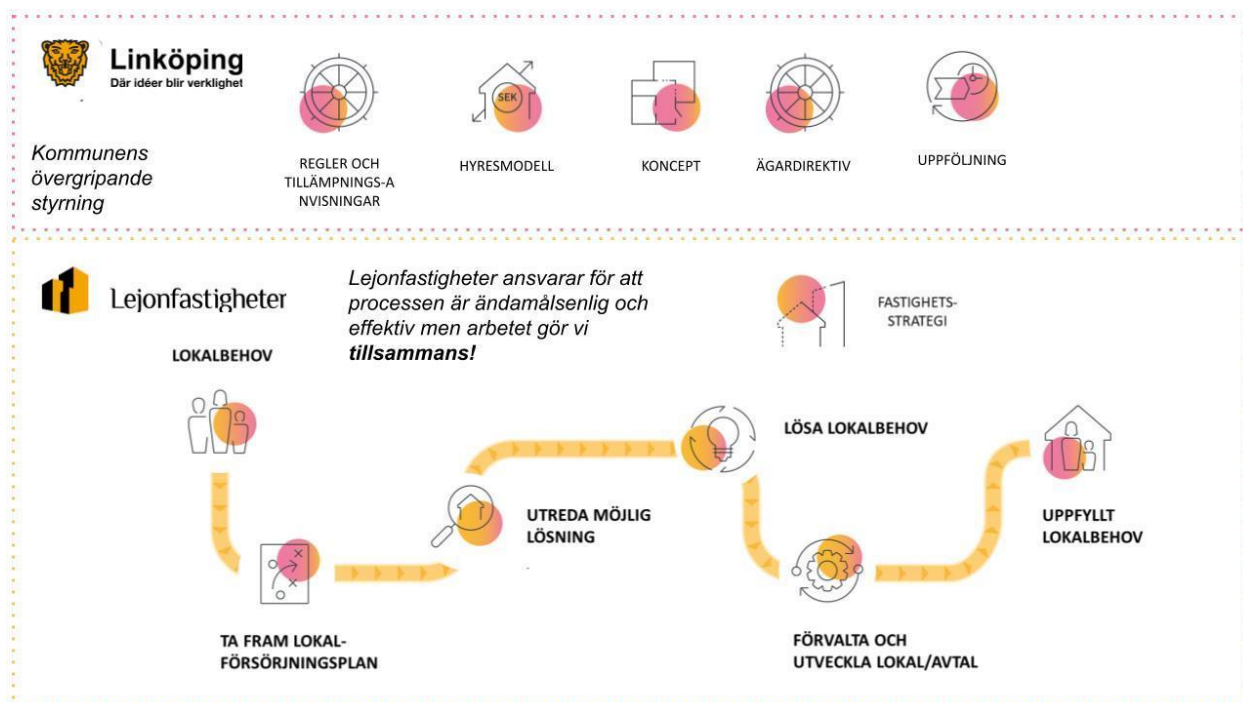 Linköping
Där idéer blir verklighet
Kommunens
övergripande
styrning
REGLER OCH
TILLÄMPNINGS-A
NVISNINGAR
SEK
HYRESMODELL
KONCEPT
ÄGARDIREKTIV
UPPFÖLJNING
Lejonfastigheter
Lejonfastigheter ansvarar för att
processen är ändamålsenlig och
effektiv men arbetet gör vi
tillsammans!
FASTIGHETS-
STRATEGI
LOKALBEHOV
TA FRAM LOKAL-
FÖRSÖRJNINGSPLAN
UTREDA MÖJLIG
LÖSNING
LÖSA LOKALBEHOV
FÖRVALTA OCH
UTVECKLA LOKAL/AVTAL
UPPFYLLT
LOKALBEHOV